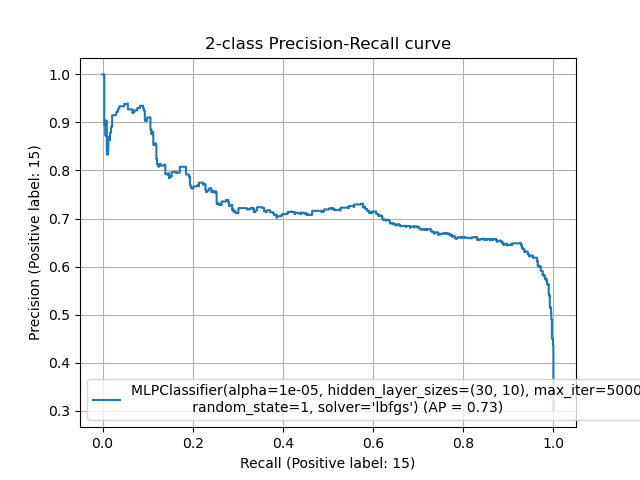 2-class Precision-Recall curve
Precision (Positive label: 15)
1.0
0.9
0.8
0.7
0.6
0.5
0.4
0.3
MLPClassifier(alpha=1e-05, hidden_layer_sizes=(30, 10), max_iter=5000
random_state=1, solver='lbfgs') (AP = 0.73)
0.0 0.2 0.4 0.6 0.8 1.0
Recall (Positive label: 15)